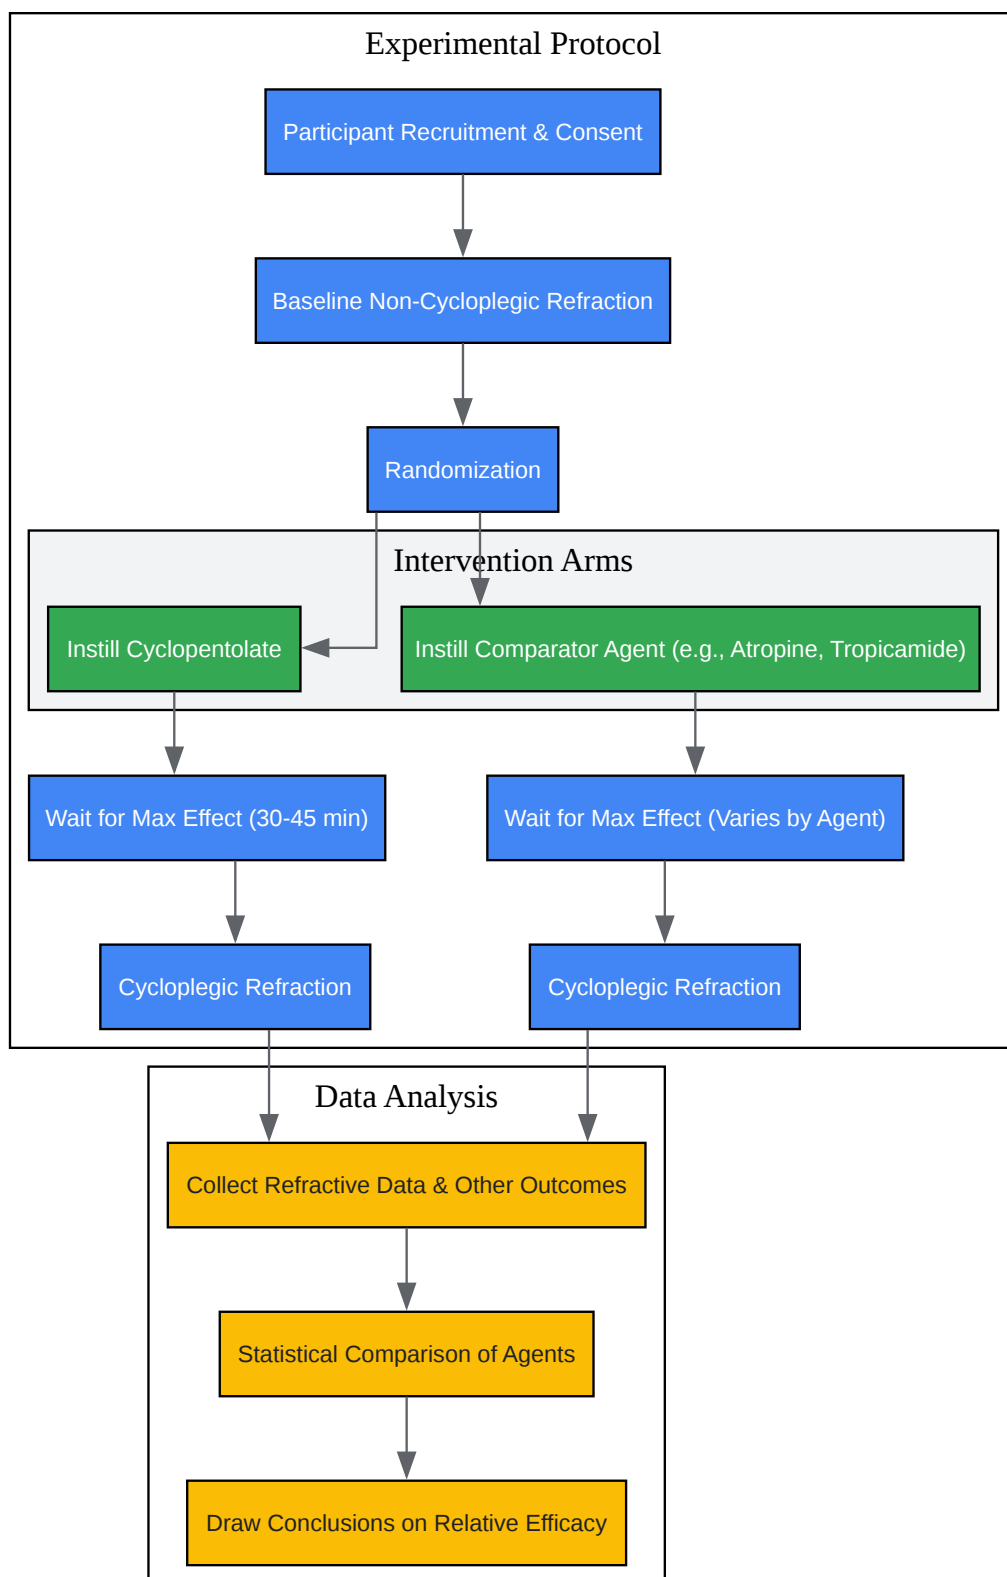 Experimental Protocol
Participant Recruitment & Consent
Baseline Non-Cycloplegic Refraction
Randomization
Intervention Arms
Instill Cyclopentolate
Instill Comparator Agent (e.g., Atropine, Tropicamide)
Wait for Max Effect (30-45 min)
Wait for Max Effect (Varies by Agent)
Cycloplegic Refraction
Cycloplegic Refraction
Data Analysis
Collect Refractive Data & Other Outcomes
Statistical Comparison of Agents
Draw Conclusions on Relative Efficacy